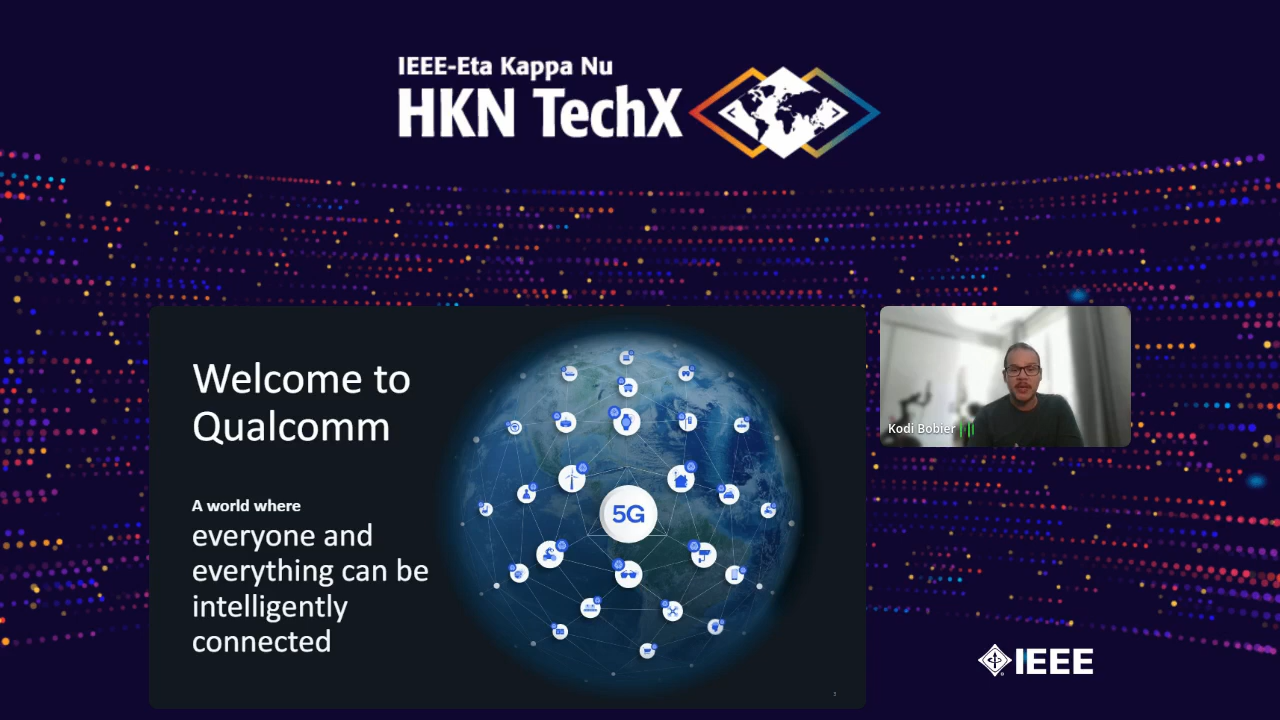 IEEE-Eta Kappa Nu
HKN TechX
Welcome to
Qualcomm
A world where
everyone and
everything can be
intelligently
connected
5G
Kodi Bobier
IEEE